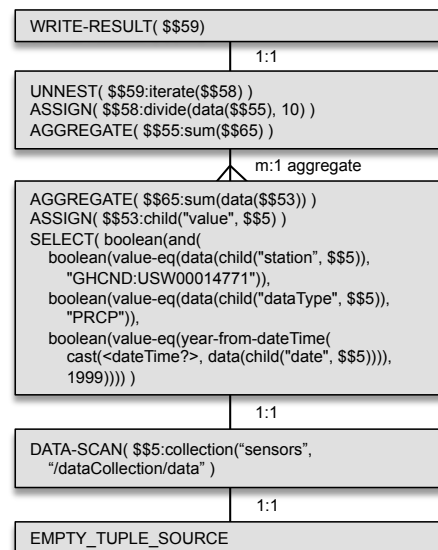 WRITE-RESULT( $$59)
1:1
UNNEST( $$59:iterate($$58) )
ASSIGN( $$58:divide(data($$55), 10) )
AGGREGATE( $$55:sum($$65) )
m:1 aggregate
AGGREGATE( $$65:sum(data($$53)) )
ASSIGN( $$53:child("value", $$5) )
SELECT( boolean(and(
boolean(value-eq(data(child("station”, $$5)),
"GHCND:USW00014771")),
boolean(value-eq(data(child("dataType", $$5)),
"PRCP")),
boolean(value-eq(year-from-dateTime(
cast(<dateTime?>, data(child("date", $$5)))),
1999)))) )
1:1
DATA-SCAN( $$5:collection(“sensors”,
“/dataCollection/data” )
1:1
EMPTY_TUPLE_SOURCE